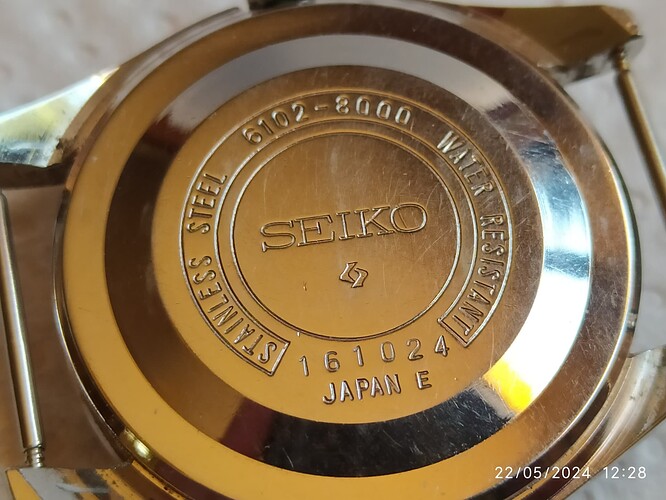 STAINLESS STEEL 6102-8000 WATER RESISTANT
SEIKO
161024
JAPAN E
22/05/2024 12:28